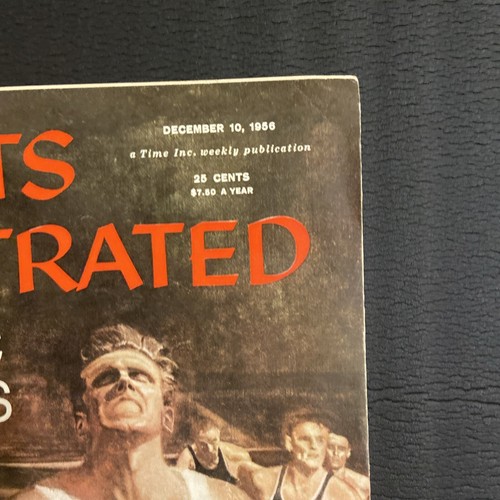 DECEMBER 10, 1956
a Time Inc. weekly publication
TS
25 CENTS
$7.50 A YEAR
TRATED
S